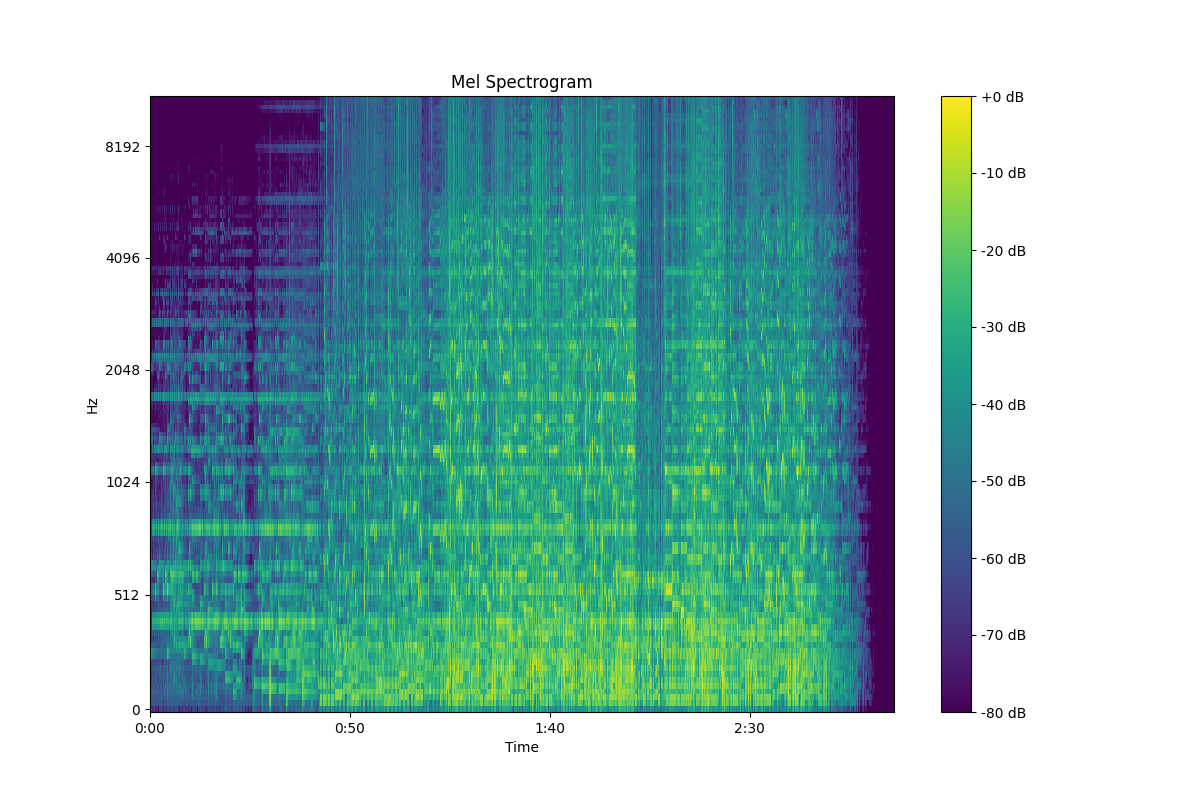 Mel Spectrogram
Hz
8192
4096
2048
1024
512
0
0:00
0:50
1:40
2:30
Time
+0 dB
-10 dB
-20 dB
-30 dB
-40 dB
-50 dB
-60 dB
-70 dB
-80 dB